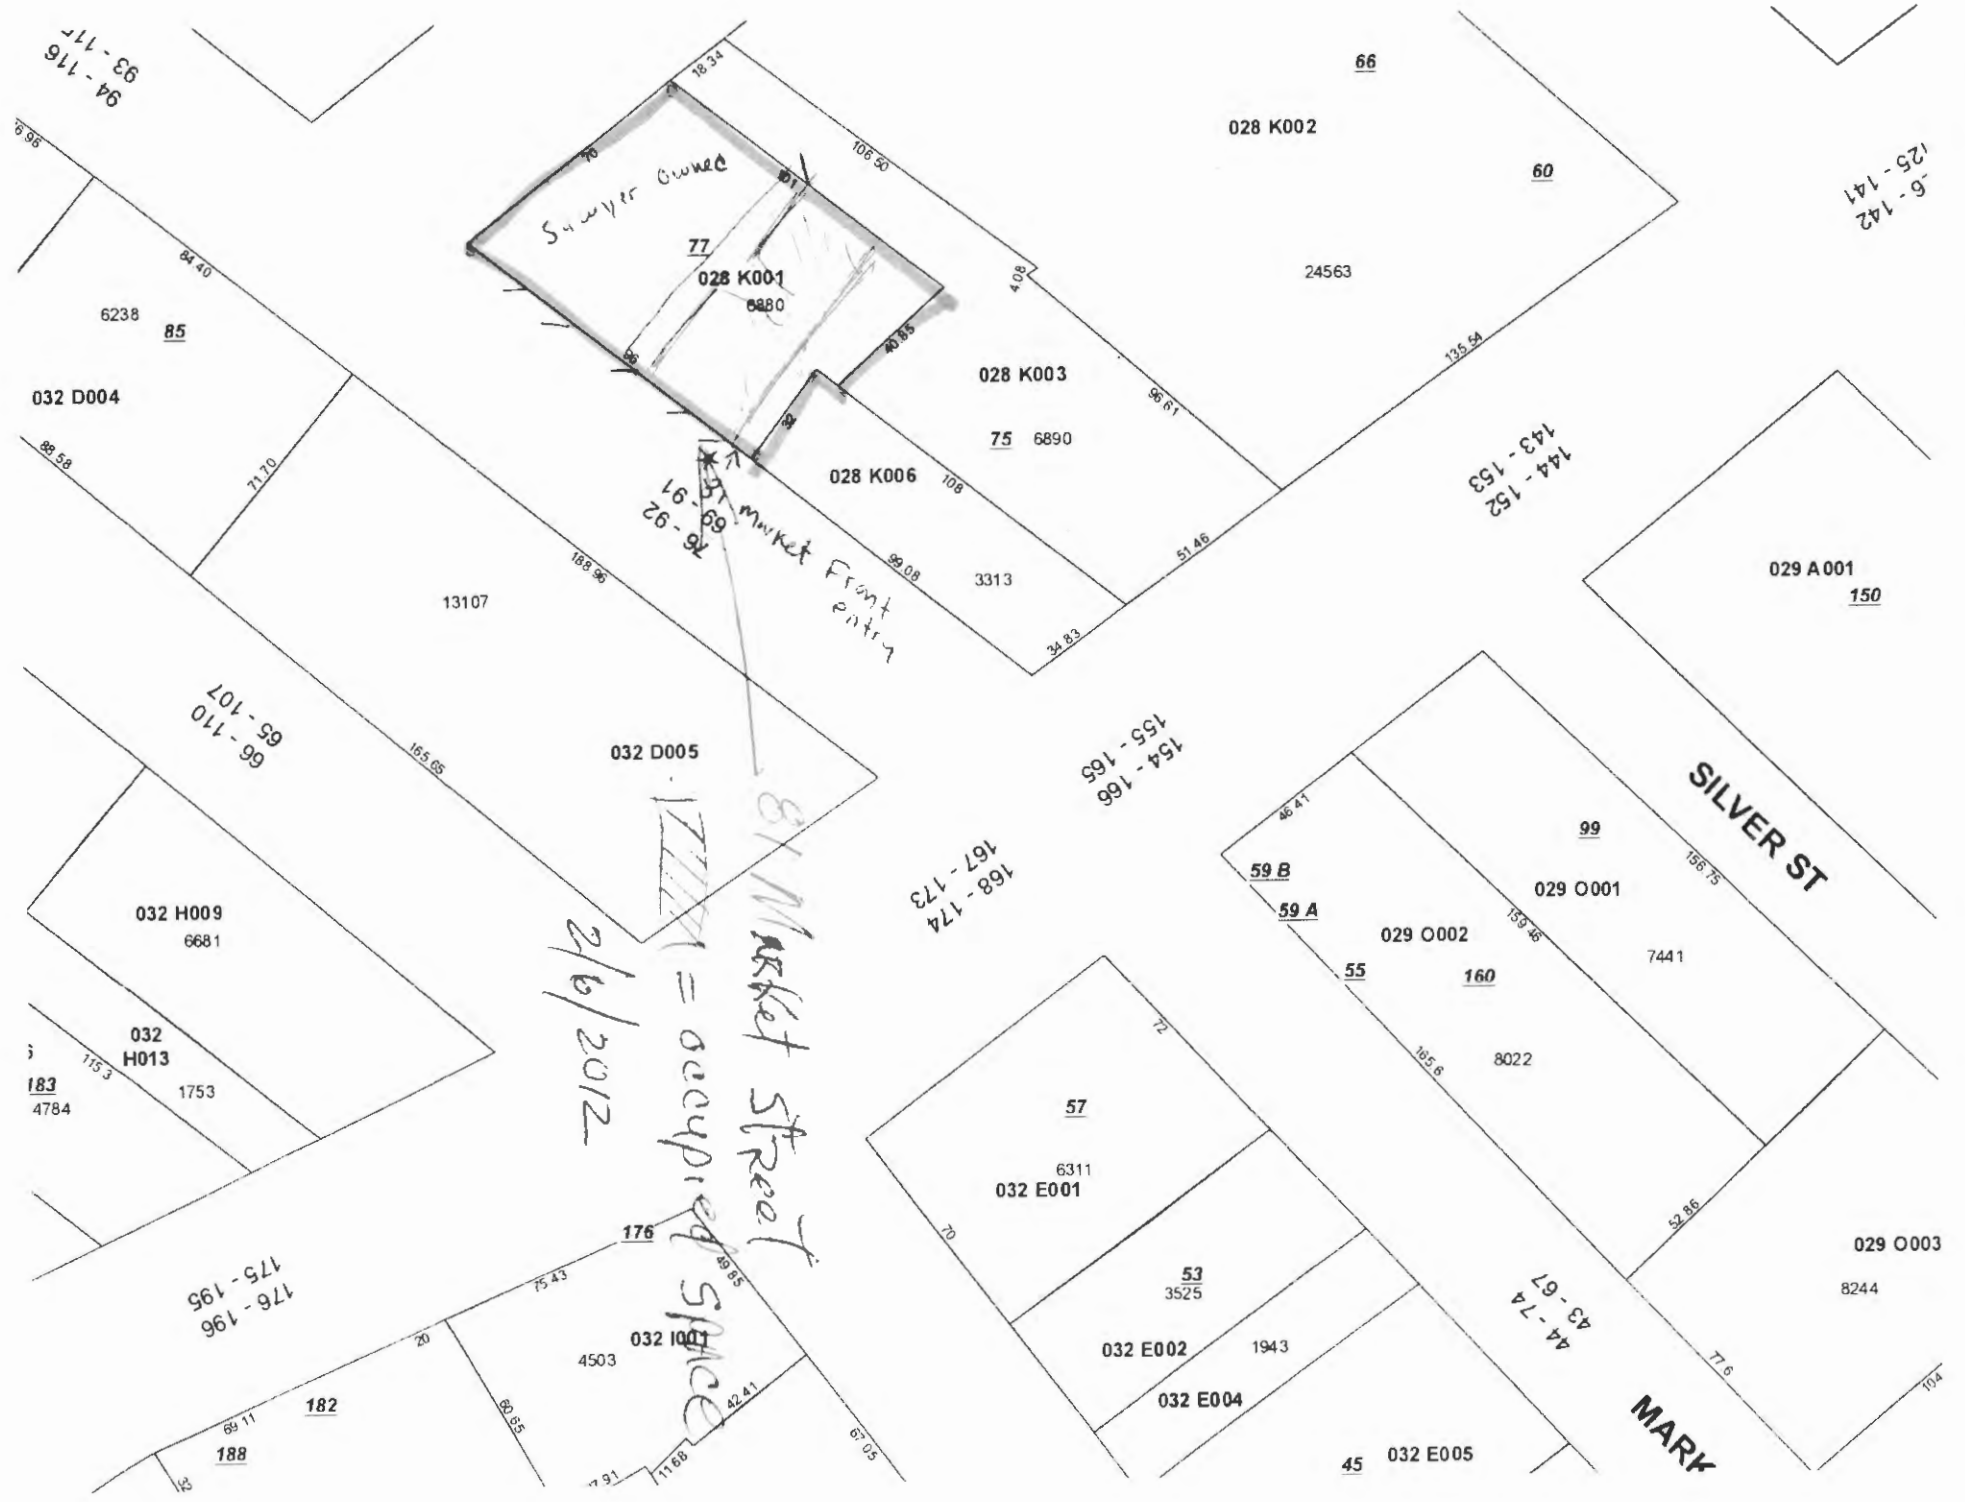 94 - 116
18.34
66
028 K002
60
125 - 141
70
Sawyer owned
101
106.50
84.40
77
028 K001
6880
4.08
24563
6238
85
96
40.85
028 K003
135.54
032 D004
96.61
75 6890
143 - 153
144 - 152
88.58
71.70
32
028 K006
108
69 - 91
76 - 92
Market Front
entry
188.96
99.08
3313
51.46
029 A001
150
13107
34.83
66 - 110
65 - 107
165.65
032 D005
155 - 165
154 - 166
SILVER ST
46.41
99
156.75
59 B
029 O001
59 A
167 - 173
168 - 174
032 H009
6681
029 O002
159.46
7441
55
160
81 Market Street
= occupied space
2/6/2012
032
H013
1753
115.3
183
4784
72
165.6
8022
57
6311
032 E001
70
52.86
029 O003
8244
176
49.85
75.43
175 - 195
176 - 196
53
3525
43 - 67
44 - 74
20
032 I001
4503
032 E002
1943
77.6
104
182
69.11
188
60.65
42.41
67.05
032 E004
MARK
45
032 E005
11.68